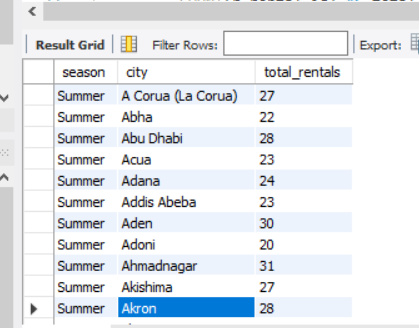 Result Grid Filter Rows: Export:
season city total_rentals
Summer A Corua (La Corua) 27
Summer Abha 22
Summer Abu Dhabi 28
Summer Acua 23
Summer Adana 24
Summer Addis Abeba 23
Summer Aden 30
Summer Adoni 20
Summer Ahmadnagar 31
Summer Akishima 27
Summer Akron 28